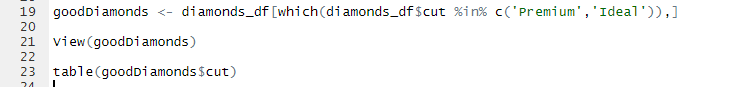 19 goodDiamonds <- diamonds_df[which(diamonds_df$cut %in% c('Premium','Ideal')),]
20
21 View(goodDiamonds)
22
23 table(goodDiamonds$cut)
24